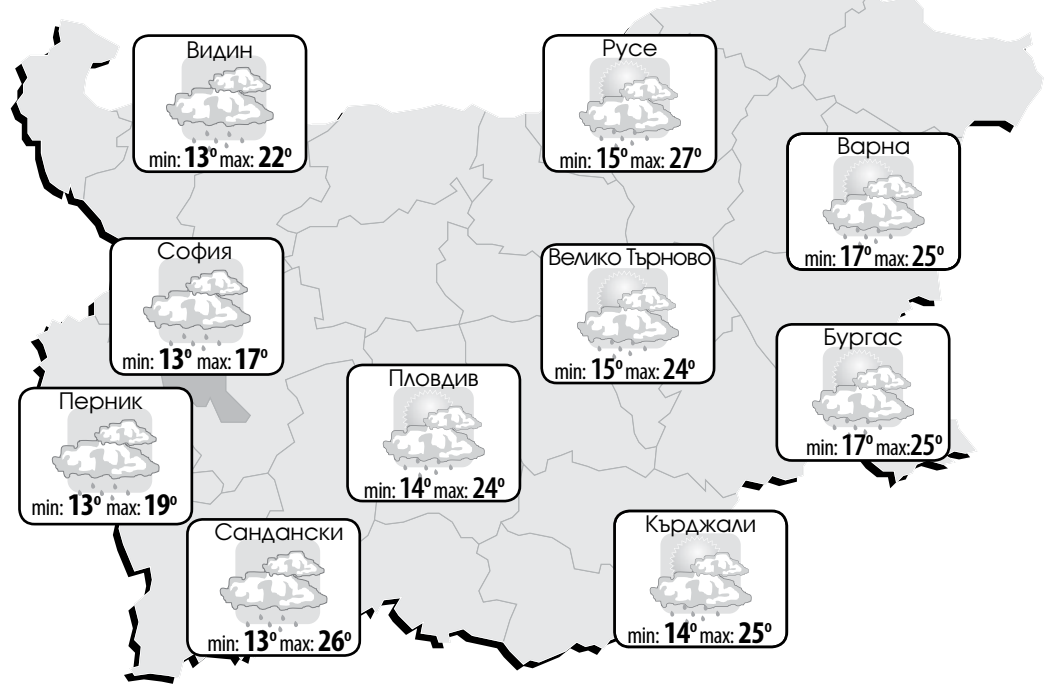 Видин
min: 13° max: 22°
Русе
min: 15° max: 27°
Варна
min: 17° max: 25°
София
min: 13° max: 17°
Велико Търново
min: 15° max: 24°
Бургас
min: 17° max:25°
Пловдив
min: 14° max: 24°
Перник
min: 13° max: 19°
Сандански
min: 13° max: 26°
Кърджали
min: 14° max: 25°